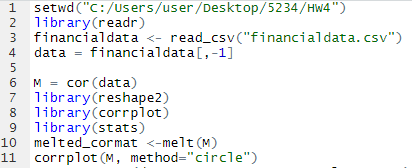 1 setwd("C:/Users/user/Desktop/5234/HW4")
2 library(readr)
3 financialdata <- read_csv("financialdata.csv")
4 data = financialdata[,-1]
5
6 M = cor(data)
7 library(reshape2)
8 library(corrplot)
9 library(stats)
10 melted_cormat <-melt(M)
11 corrplot(M, method="circle")